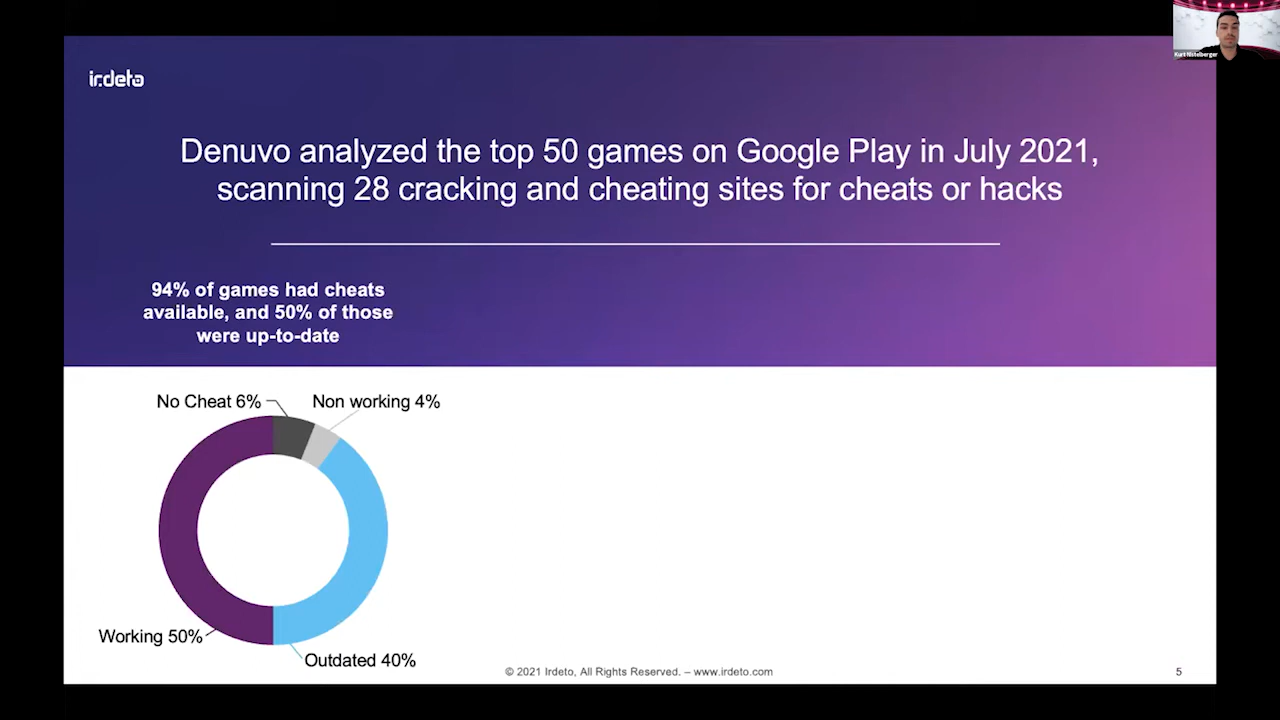 Kurt Nistelberger
irdeto
Denuvo analyzed the top 50 games on Google Play in July 2021,
scanning 28 cracking and cheating sites for cheats or hacks
94% of games had cheats
available, and 50% of those
were up-to-date
No Cheat 6%
Non working 4%
Working 50%
Outdated 40%
© 2021 Irdeto, All Rights Reserved. – www.irdeto.com
5